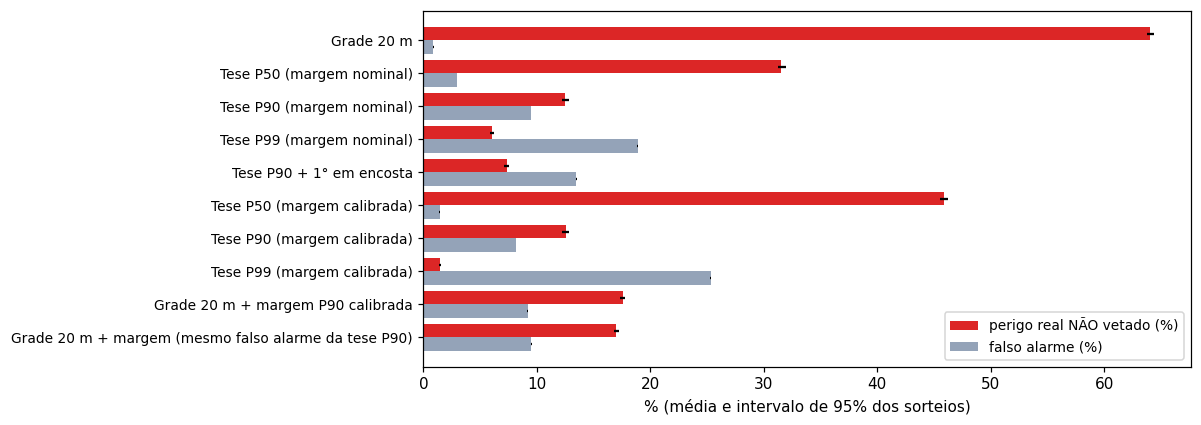 Grade 20 m
Tese P50 (margem nominal)
Tese P90 (margem nominal)
Tese P99 (margem nominal)
Tese P90 + 1° em encosta
Tese P50 (margem calibrada)
Tese P90 (margem calibrada)
Tese P99 (margem calibrada)
Grade 20 m + margem P90 calibrada
Grade 20 m + margem (mesmo falso alarme da tese P90)
perigo real NÃO vetado (%)
falso alarme (%)
0 10 20 30 40 50 60
% (média e intervalo de 95% dos sorteios)